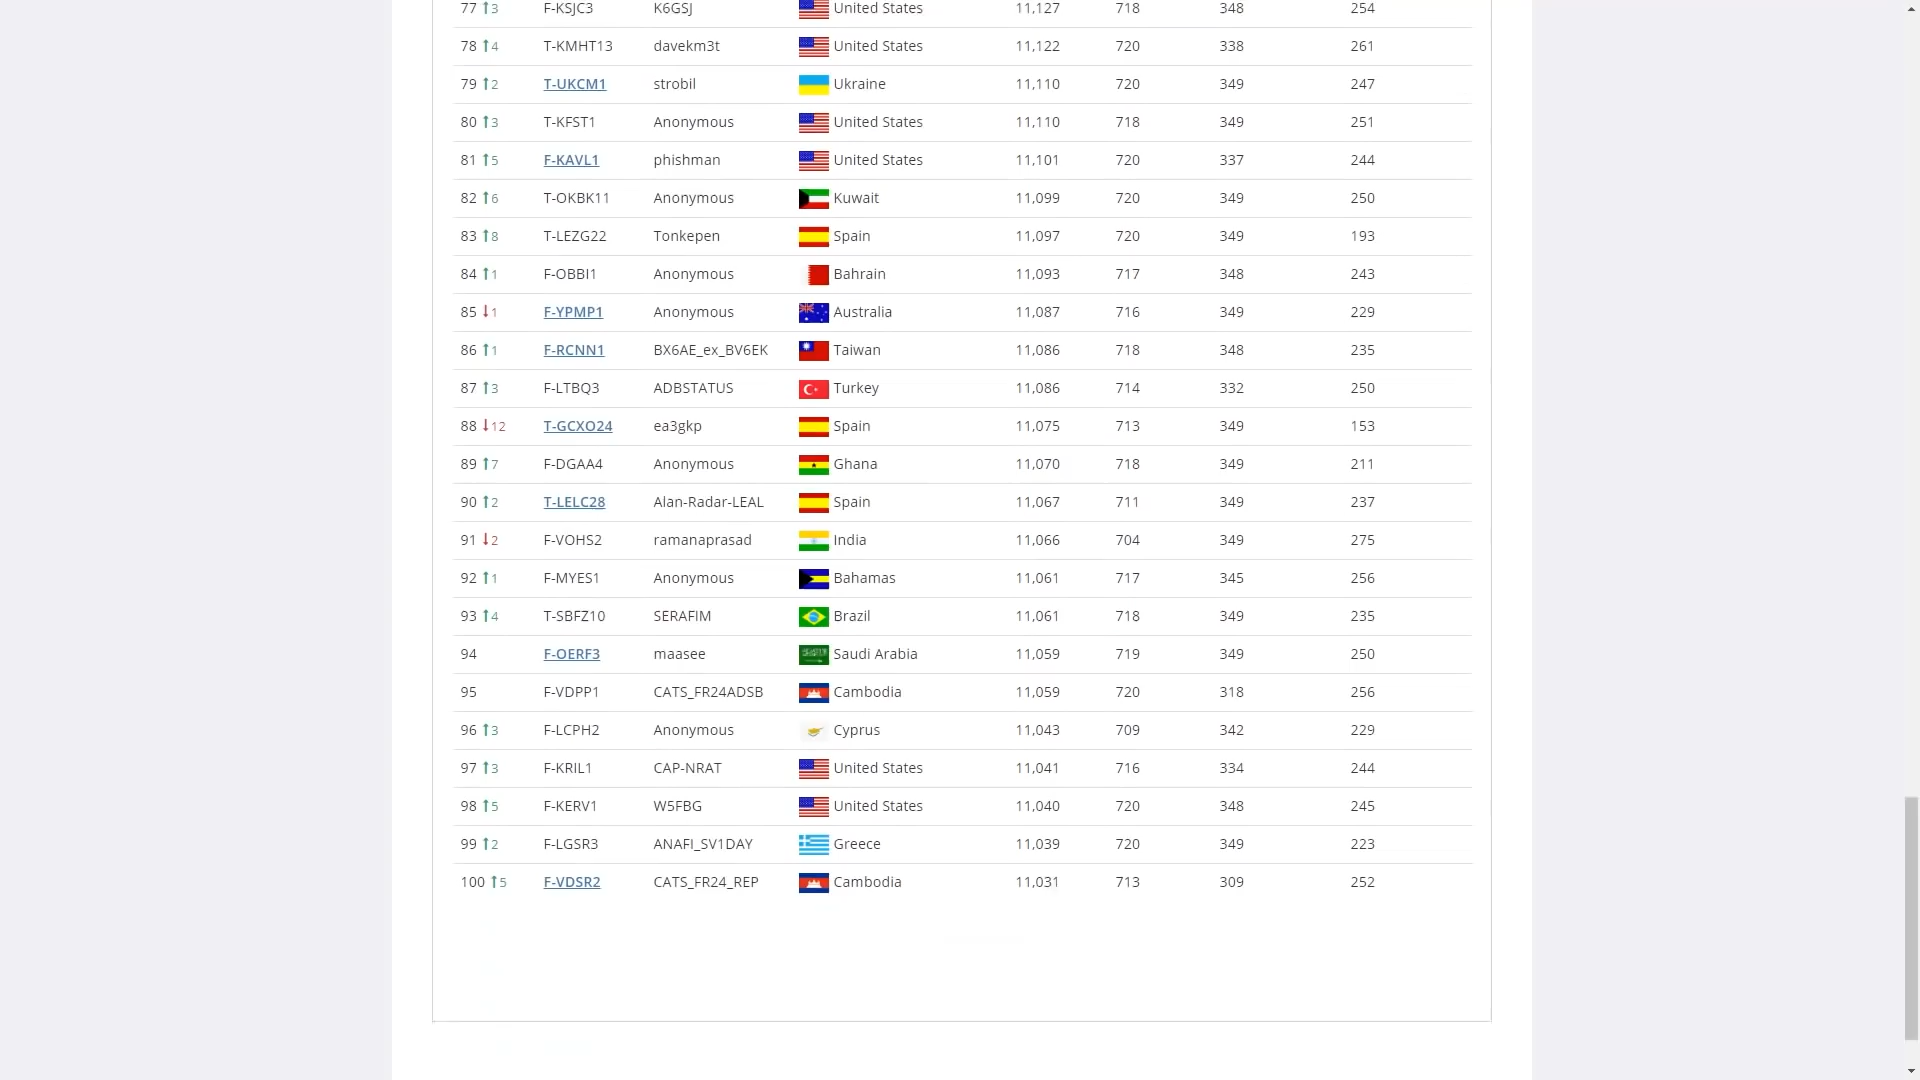 77 ↑3 F-KSJC3 K6GSJ United States 11,127 718 348 254
78 ↑4 T-KMHT13 davekm3t United States 11,122 720 338 261
79 ↑2 T-UKCM1 strobil Ukraine 11,110 720 349 247
80 ↑3 T-KFST1 Anonymous United States 11,110 718 349 251
81 ↑5 F-KAVL1 phishman United States 11,101 720 337 244
82 ↑6 T-OKBK11 Anonymous Kuwait 11,099 720 349 250
83 ↑8 T-LEZG22 Tonkepen Spain 11,097 720 349 193
84 ↑1 F-OBBI1 Anonymous Bahrain 11,093 717 348 243
85 ↓1 F-YPMP1 Anonymous Australia 11,087 716 349 229
86 ↑1 F-RCNN1 BX6AE_ex_BV6EK Taiwan 11,086 718 348 235
87 ↑3 F-LTBQ3 ADBSTATUS Turkey 11,086 714 332 250
88 ↓12 T-GCXO24 ea3gkp Spain 11,075 713 349 153
89 ↑7 F-DGAA4 Anonymous Ghana 11,070 718 349 211
90 ↑2 T-LELC28 Alan-Radar-LEAL Spain 11,067 711 349 237
91 ↓2 F-VOHS2 ramanaprasad India 11,066 704 349 275
92 ↑1 F-MYES1 Anonymous Bahamas 11,061 717 345 256
93 ↑4 T-SBFZ10 SERAFIM Brazil 11,061 718 349 235
94 F-OERF3 maasee Saudi Arabia 11,059 719 349 250
95 F-VDPP1 CATS_FR24ADSB Cambodia 11,059 720 318 256
96 ↑3 F-LCPH2 Anonymous Cyprus 11,043 709 342 229
97 ↑3 F-KRIL1 CAP-NRAT United States 11,041 716 334 244
98 ↑5 F-KERV1 W5FBG United States 11,040 720 348 245
99 ↑2 F-LGSR3 ANAFI_SV1DAY Greece 11,039 720 349 223
100 ↑5 F-VDSR2 CATS_FR24_REP Cambodia 11,031 713 309 252